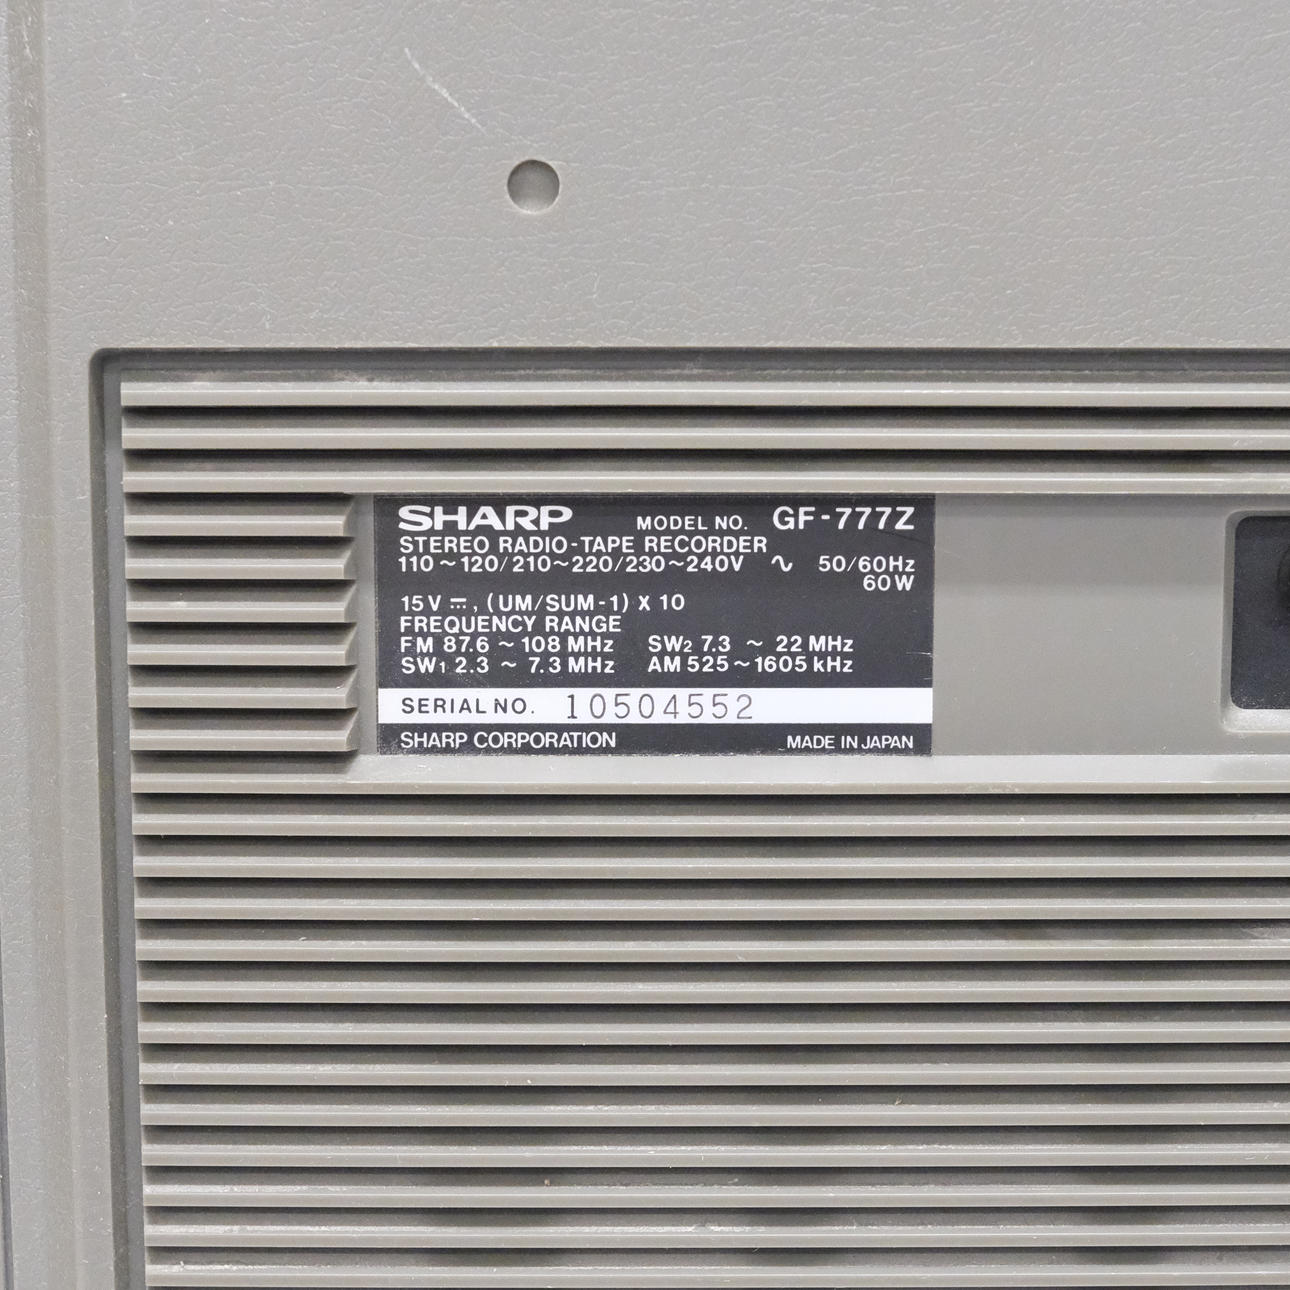 SHARP MODEL NO. GF-777Z
STEREO RADIO-TAPE RECORDER
110~120/210~220/230~240V ∿ 50/60Hz
60W
15V ⎓, (UM/SUM-1) X 10
FREQUENCY RANGE
FM 87.6 ~ 108 MHz SW₂ 7.3 ~ 22 MHz
SW₁ 2.3 ~ 7.3 MHz AM 525~1605 kHz
SERIAL NO. 10504552
SHARP CORPORATION MADE IN JAPAN